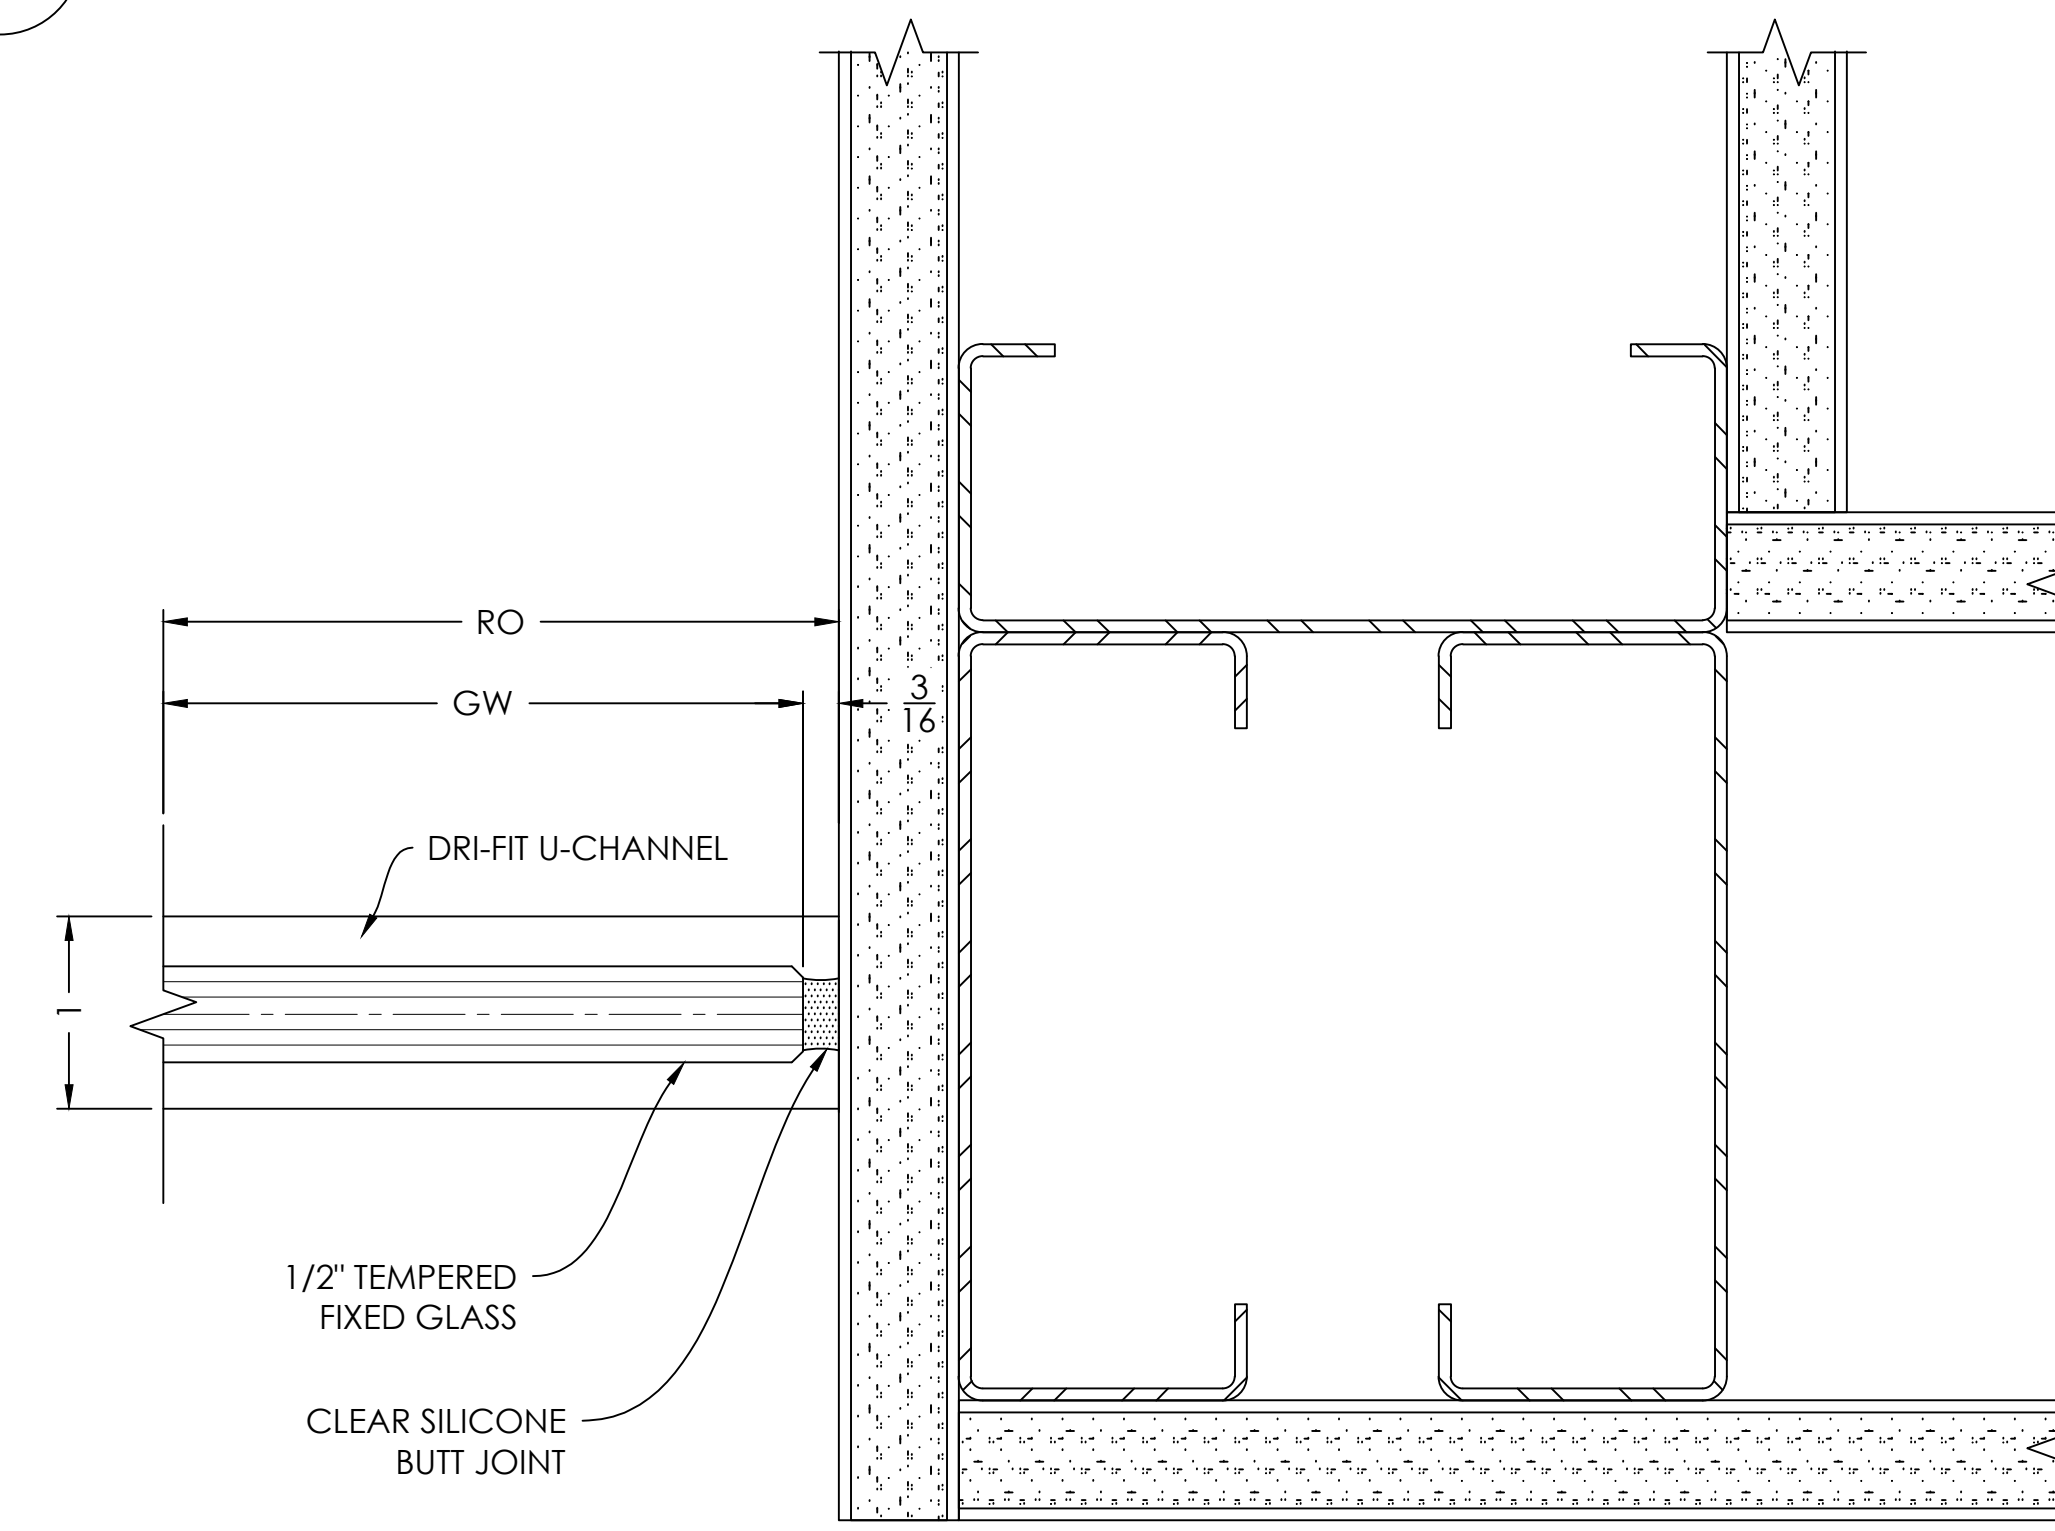 RO
GW
3
16
DRI-FIT U-CHANNEL
1
1/2" TEMPERED
FIXED GLASS
CLEAR SILICONE
BUTT JOINT